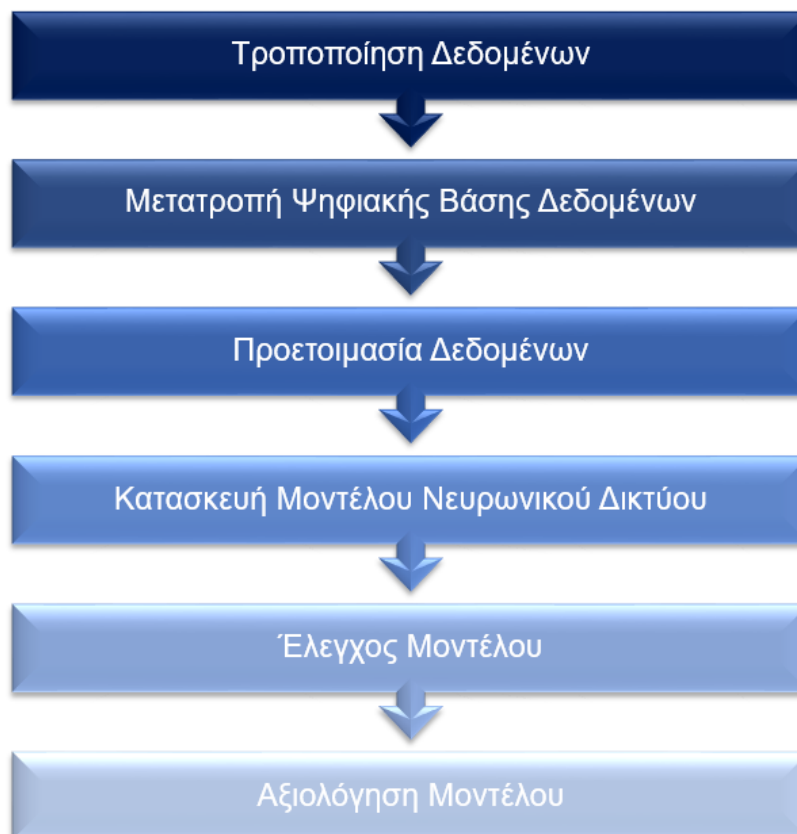 Τροποποίηση Δεδομένων
Μετατροπή Ψηφιακής Βάσης Δεδομένων
Προετοιμασία Δεδομένων
Κατασκευή Μοντέλου Νευρωνικού Δικτύου
Έλεγχος Μοντέλου
Αξιολόγηση Μοντέλου